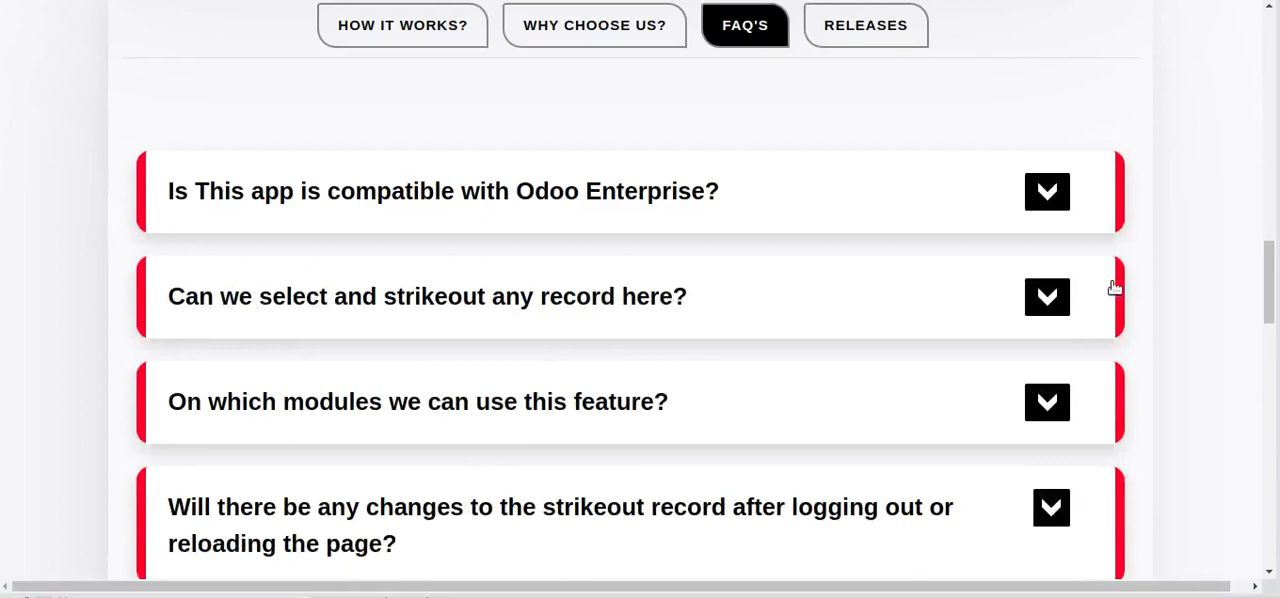 HOW IT WORKS?
WHY CHOOSE US?
FAQ'S
RELEASES
Is This app is compatible with Odoo Enterprise?
Can we select and strikeout any record here?
On which modules we can use this feature?
Will there be any changes to the strikeout record after logging out or
reloading the page?